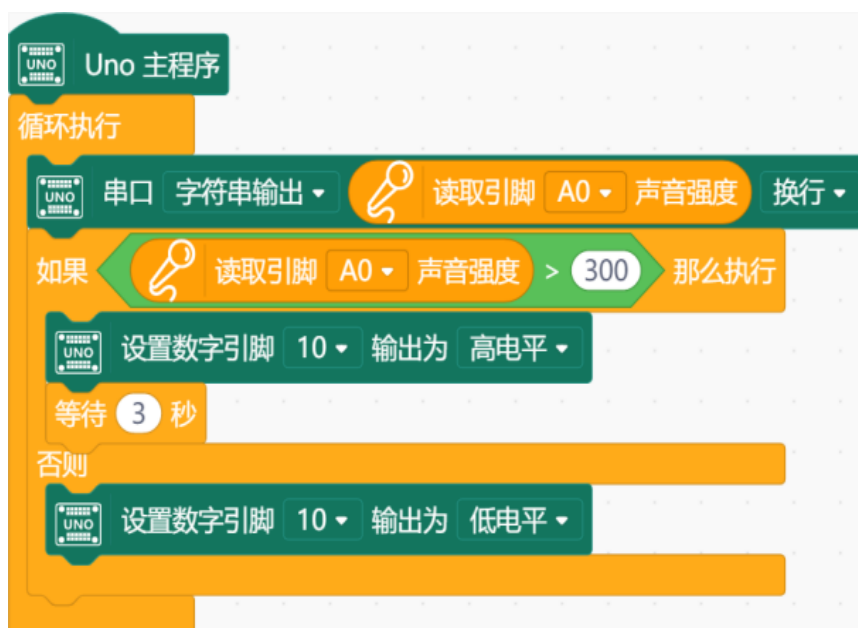 UNO Uno 主程序
循环执行
UNO 串口 字符串输出 读取引脚 A0 声音强度 换行
如果 读取引脚 A0 声音强度 > 300 那么执行
UNO 设置数字引脚 10 输出为 高电平
等待 3 秒
否则
UNO 设置数字引脚 10 输出为 低电平